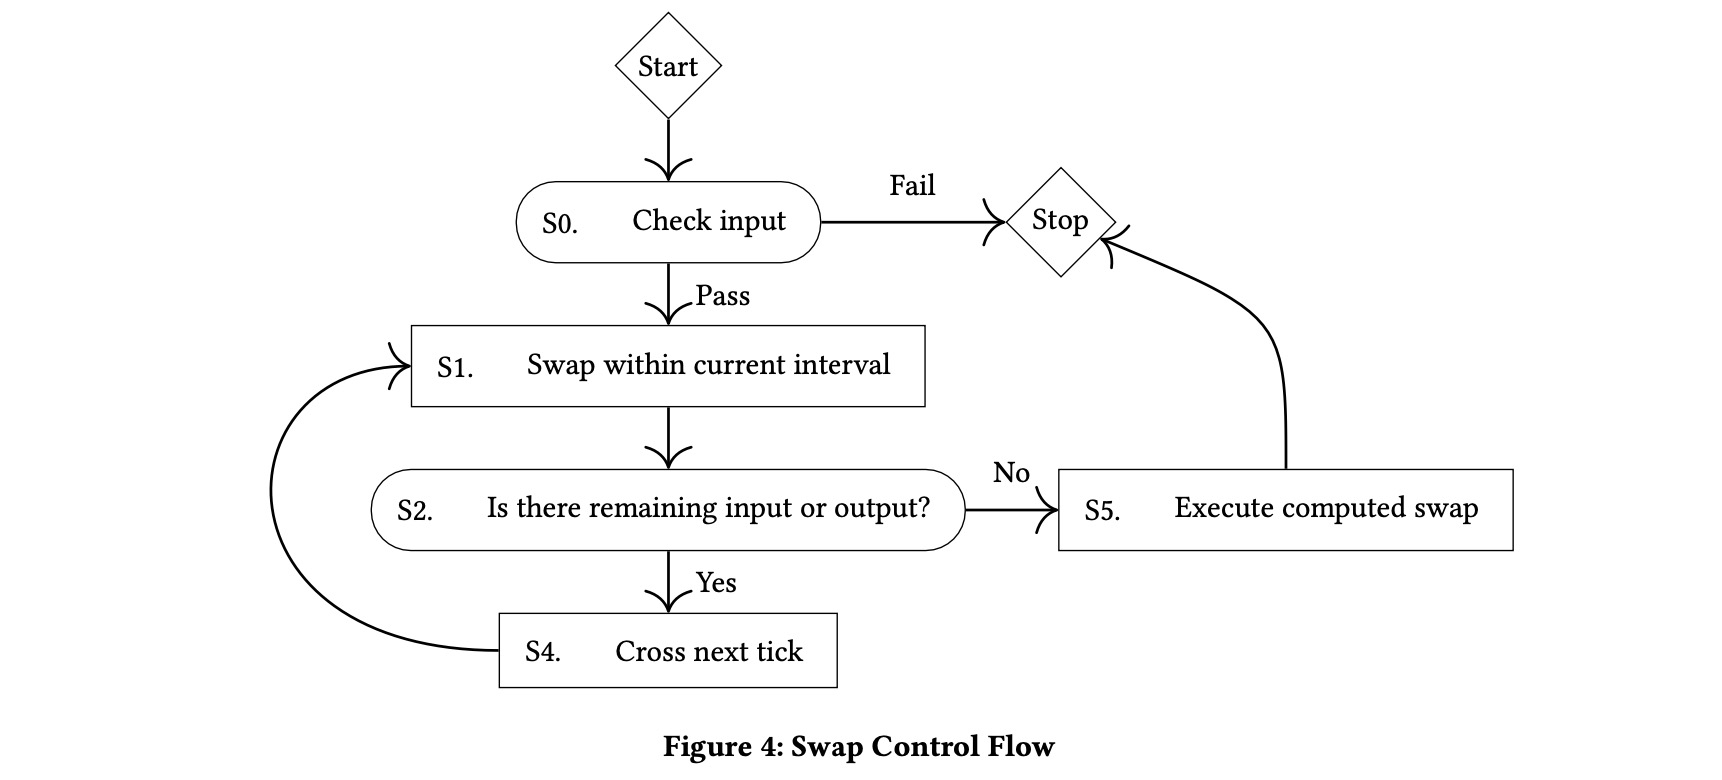 Start
Fail
S0. Check input
Stop
Pass
S1. Swap within current interval
No
S2. Is there remaining input or output?
S5. Execute computed swap
Yes
S4. Cross next tick
Figure 4: Swap Control Flow